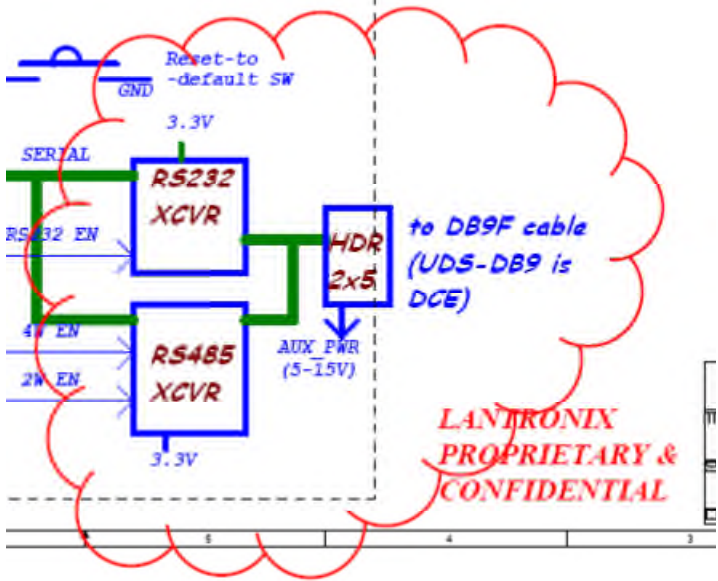 Reset-to
-default SW
GND
3.3V
SERIAL
RS232
XCVR
RS232 EN
HDR
2x5
to DB9F cable
(UDS-DB9 is
DCE)
4W EN
RS485
XCVR
2W EN
AUX_PWR
(5-15V)
3.3V
LANTRONIX
PROPRIETARY &
CONFIDENTIAL
5
4
3